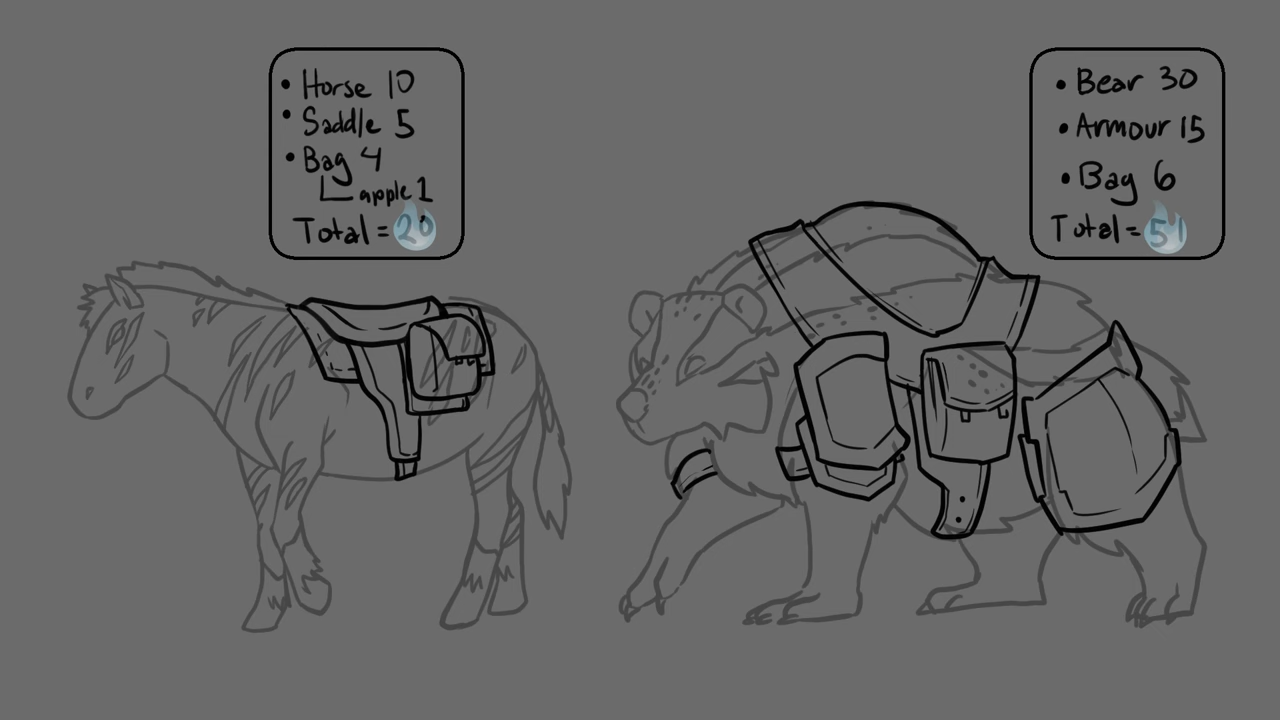 • Horse 10
• Saddle 5
• Bag 4
apple 1
Total = 20
• Bear 30
• Armour 15
• Bag 6
Total = 51